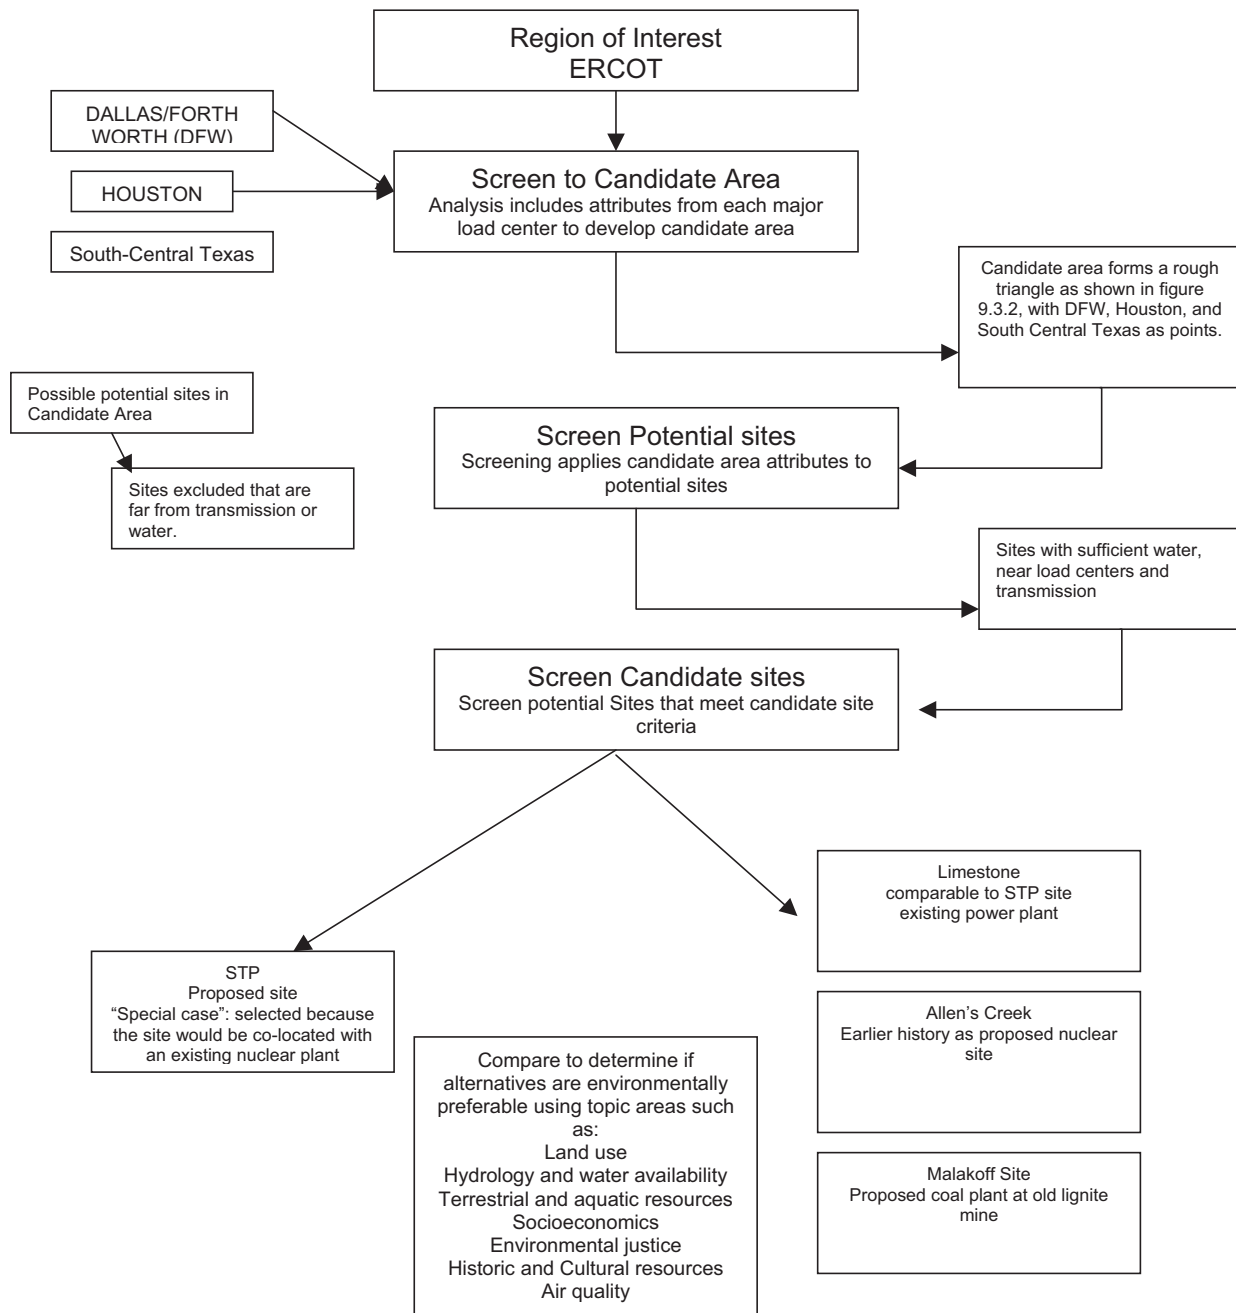 Region of Interest
ERCOT
DALLAS/FORTH
WORTH (DFW)
HOUSTON
South-Central Texas
Screen to Candidate Area
Analysis includes attributes from each major
load center to develop candidate area
Candidate area forms a rough
triangle as shown in figure
9.3.2, with DFW, Houston, and
South Central Texas as points.
Possible potential sites in
Candidate Area
Sites excluded that are
far from transmission or
water.
Screen Potential sites
Screening applies candidate area attributes to
potential sites
Sites with sufficient water,
near load centers and
transmission
Screen Candidate sites
Screen potential Sites that meet candidate site
criteria
STP
Proposed site
“Special case”: selected because
the site would be co-located with
an existing nuclear plant
Compare to determine if
alternatives are environmentally
preferable using topic areas such
as:
Land use
Hydrology and water availability
Terrestrial and aquatic resources
Socioeconomics
Environmental justice
Historic and Cultural resources
Air quality
Limestone
comparable to STP site
existing power plant
Allen’s Creek
Earlier history as proposed nuclear
site
Malakoff Site
Proposed coal plant at old lignite
mine